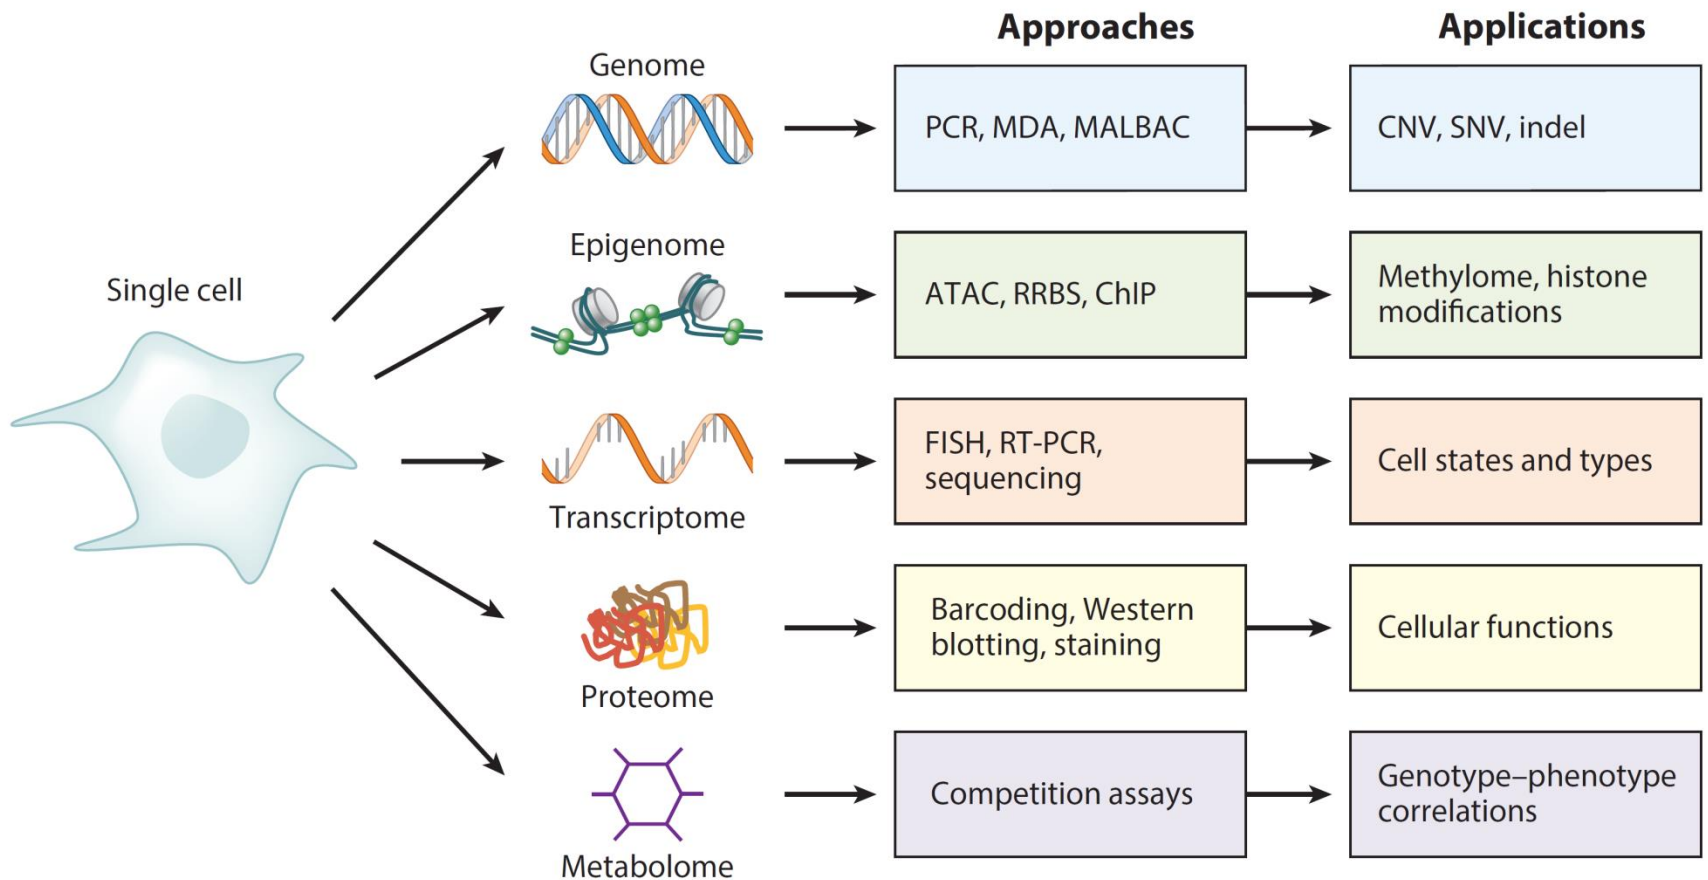 Approaches
Applications
Genome
PCR, MDA, MALBAC
CNV, SNV, indel
Single cell
Epigenome
ATAC, RRBS, ChIP
Methylome, histone
modifications
Transcriptome
FISH, RT-PCR,
sequencing
Cell states and types
Proteome
Barcoding, Western
blotting, staining
Cellular functions
Metabolome
Competition assays
Genotype–phenotype
correlations